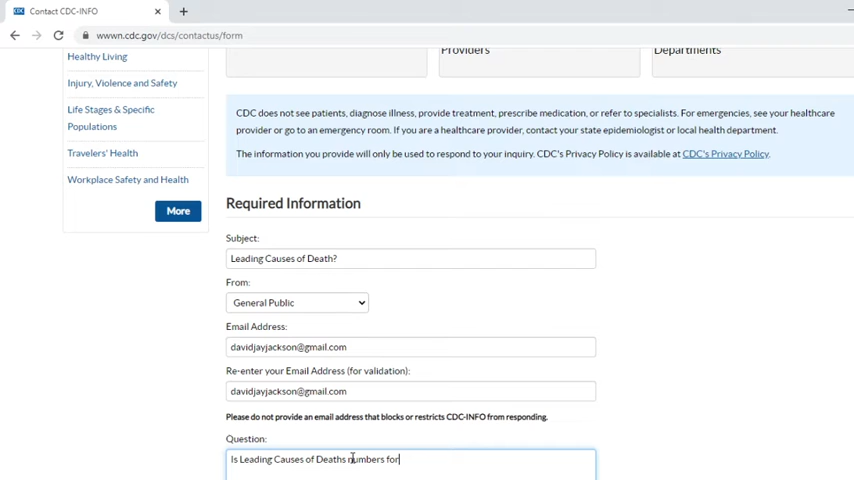 Contact CDC-INFO
wwwn.cdc.gov/dcs/contactus/form
Healthy Living
Injury, Violence and Safety
Life Stages & Specific
Populations
Travelers' Health
Workplace Safety and Health
More
Providers
Departments
CDC does not see patients, diagnose illness, provide treatment, prescribe medication, or refer to specialists. For emergencies, see your healthcare
provider or go to an emergency room. If you are a healthcare provider, contact your state epidemiologist or local health department.
The information you provide will only be used to respond to your inquiry. CDC's Privacy Policy is available at CDC's Privacy Policy.
Required Information
Subject:
Leading Causes of Death?
From:
General Public
Email Address:
davidjayjackson@gmail.com
Re-enter your Email Address (for validation):
davidjayjackson@gmail.com
Please do not provide an email address that blocks or restricts CDC-INFO from responding.
Question:
Is Leading Causes of Deaths numbers for